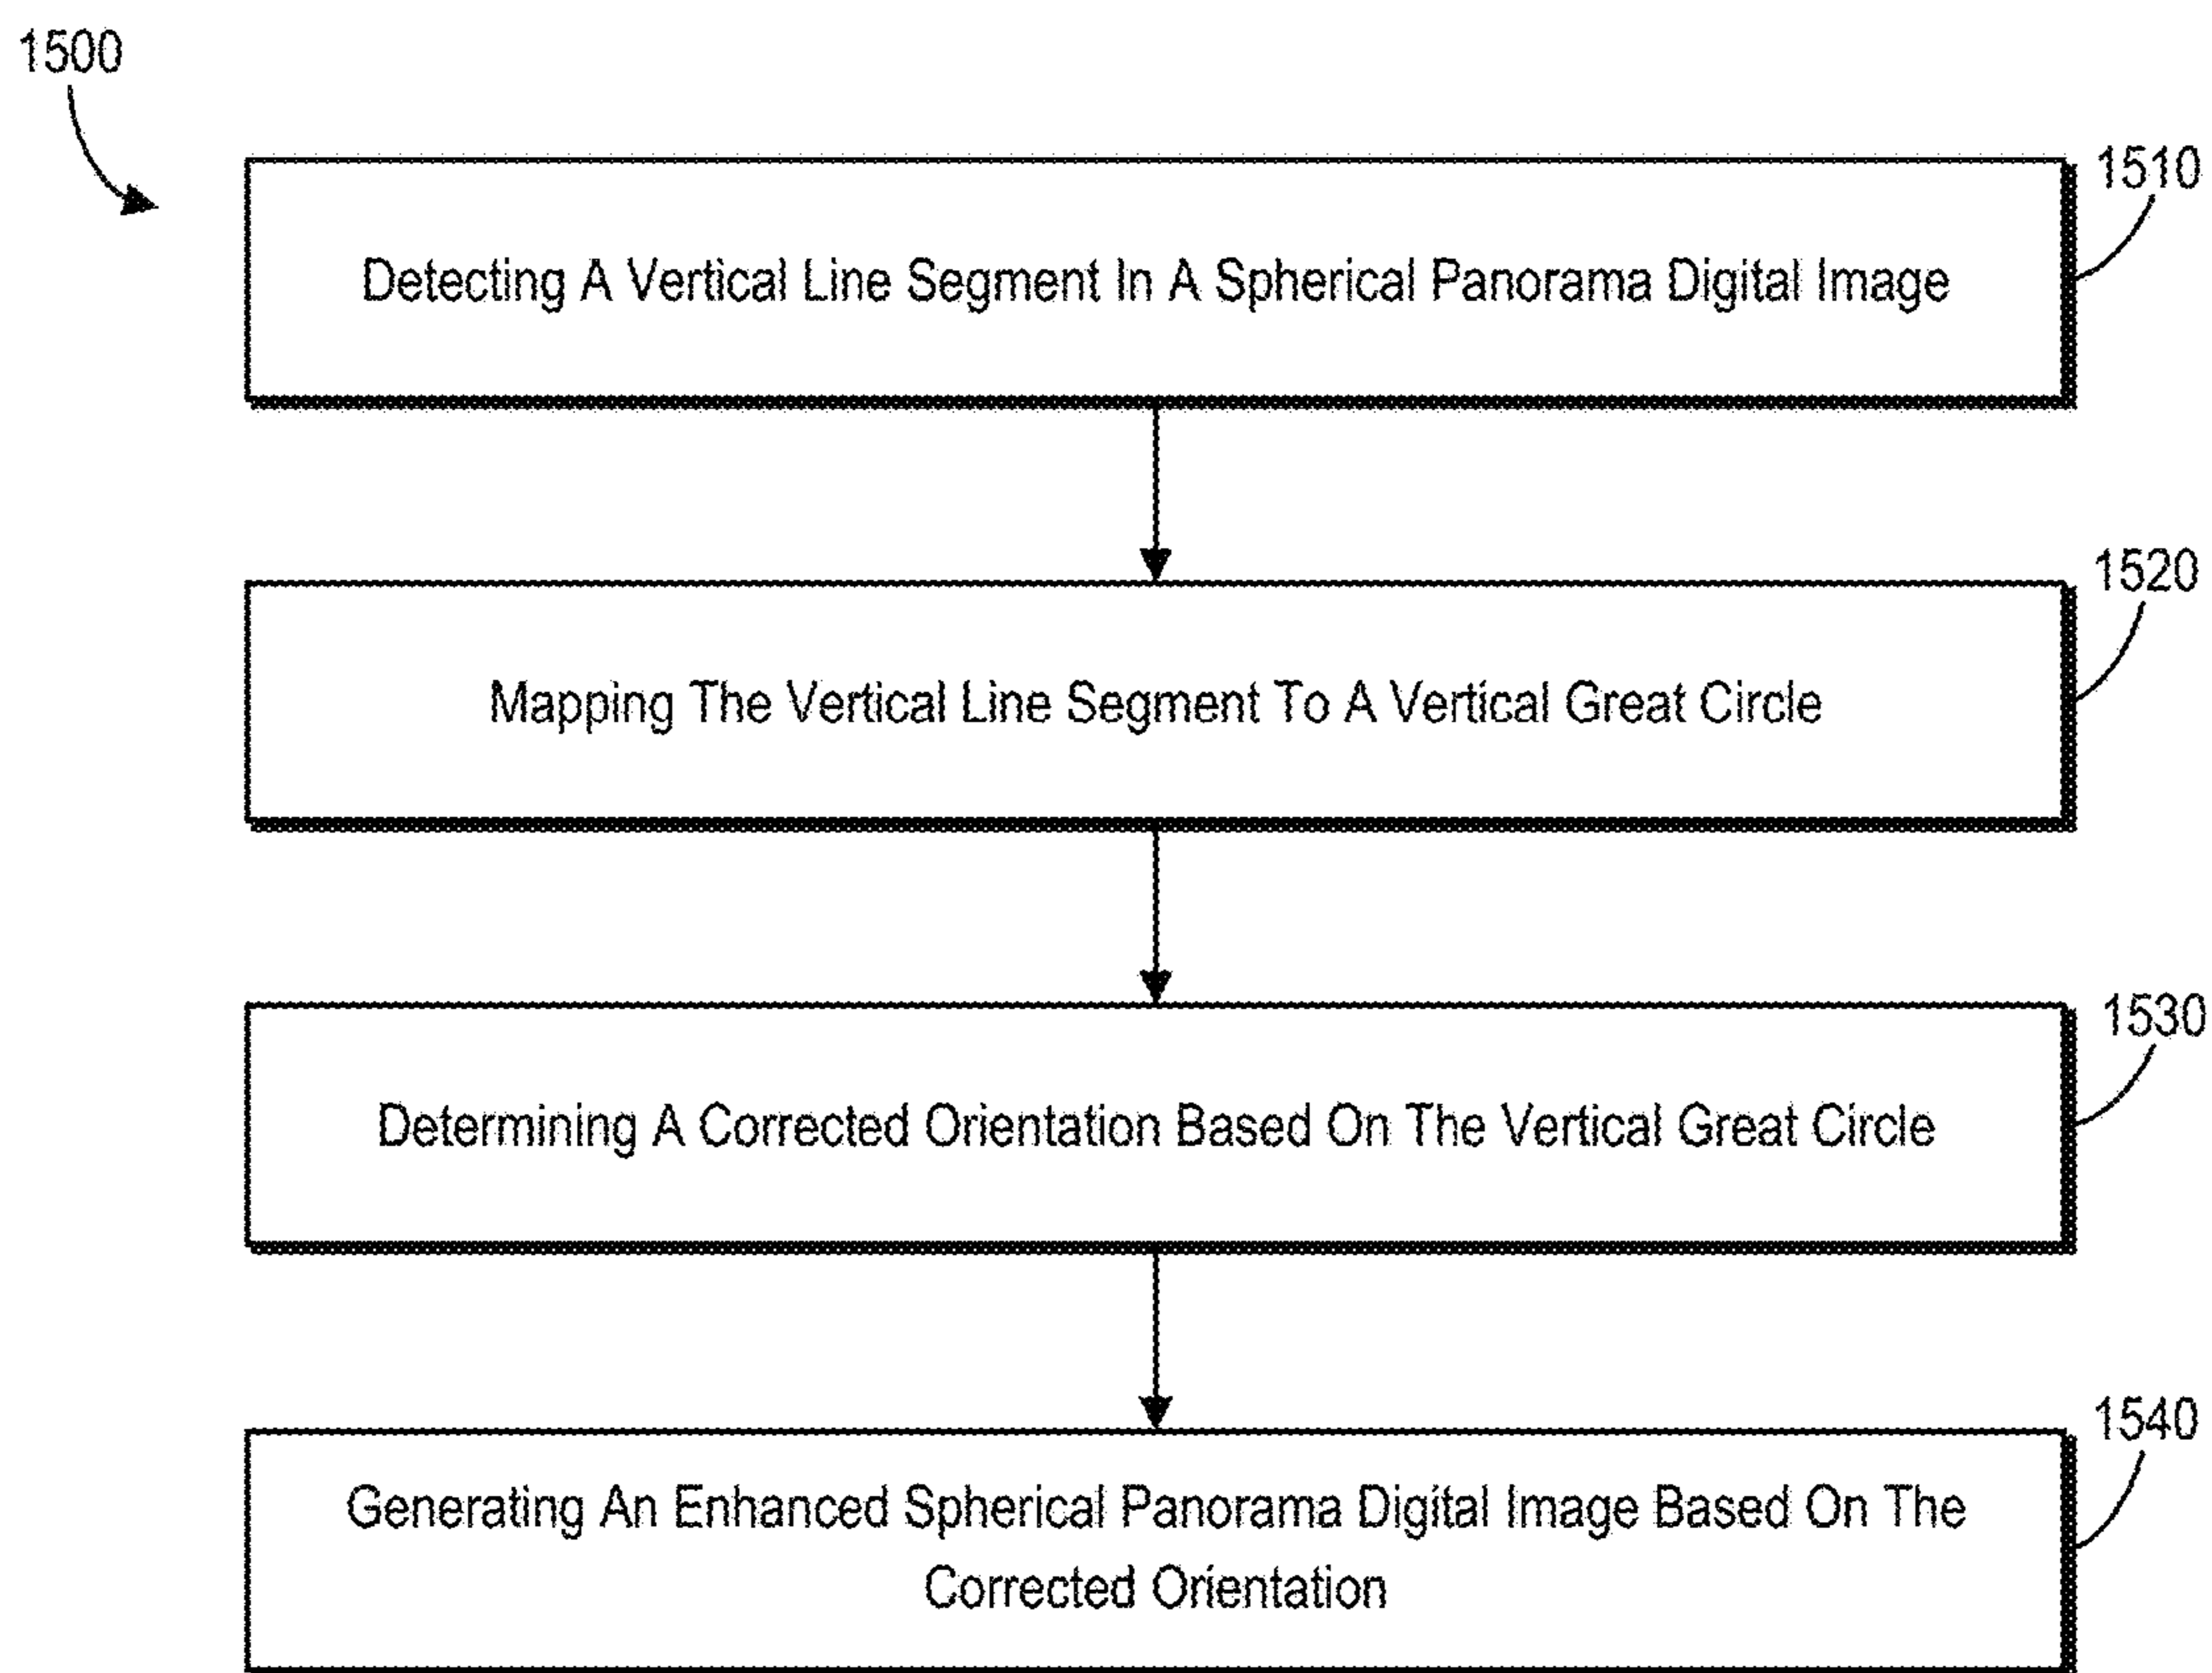 1500
1510
Detecting A Vertical Line Segment In A Spherical Panorama Digital Image
1520
Mapping The Vertical Line Segment To A Vertical Great Circle
1530
Determining A Corrected Orientation Based On The Vertical Great Circle
1540
Generating An Enhanced Spherical Panorama Digital Image Based On The
Corrected Orientation